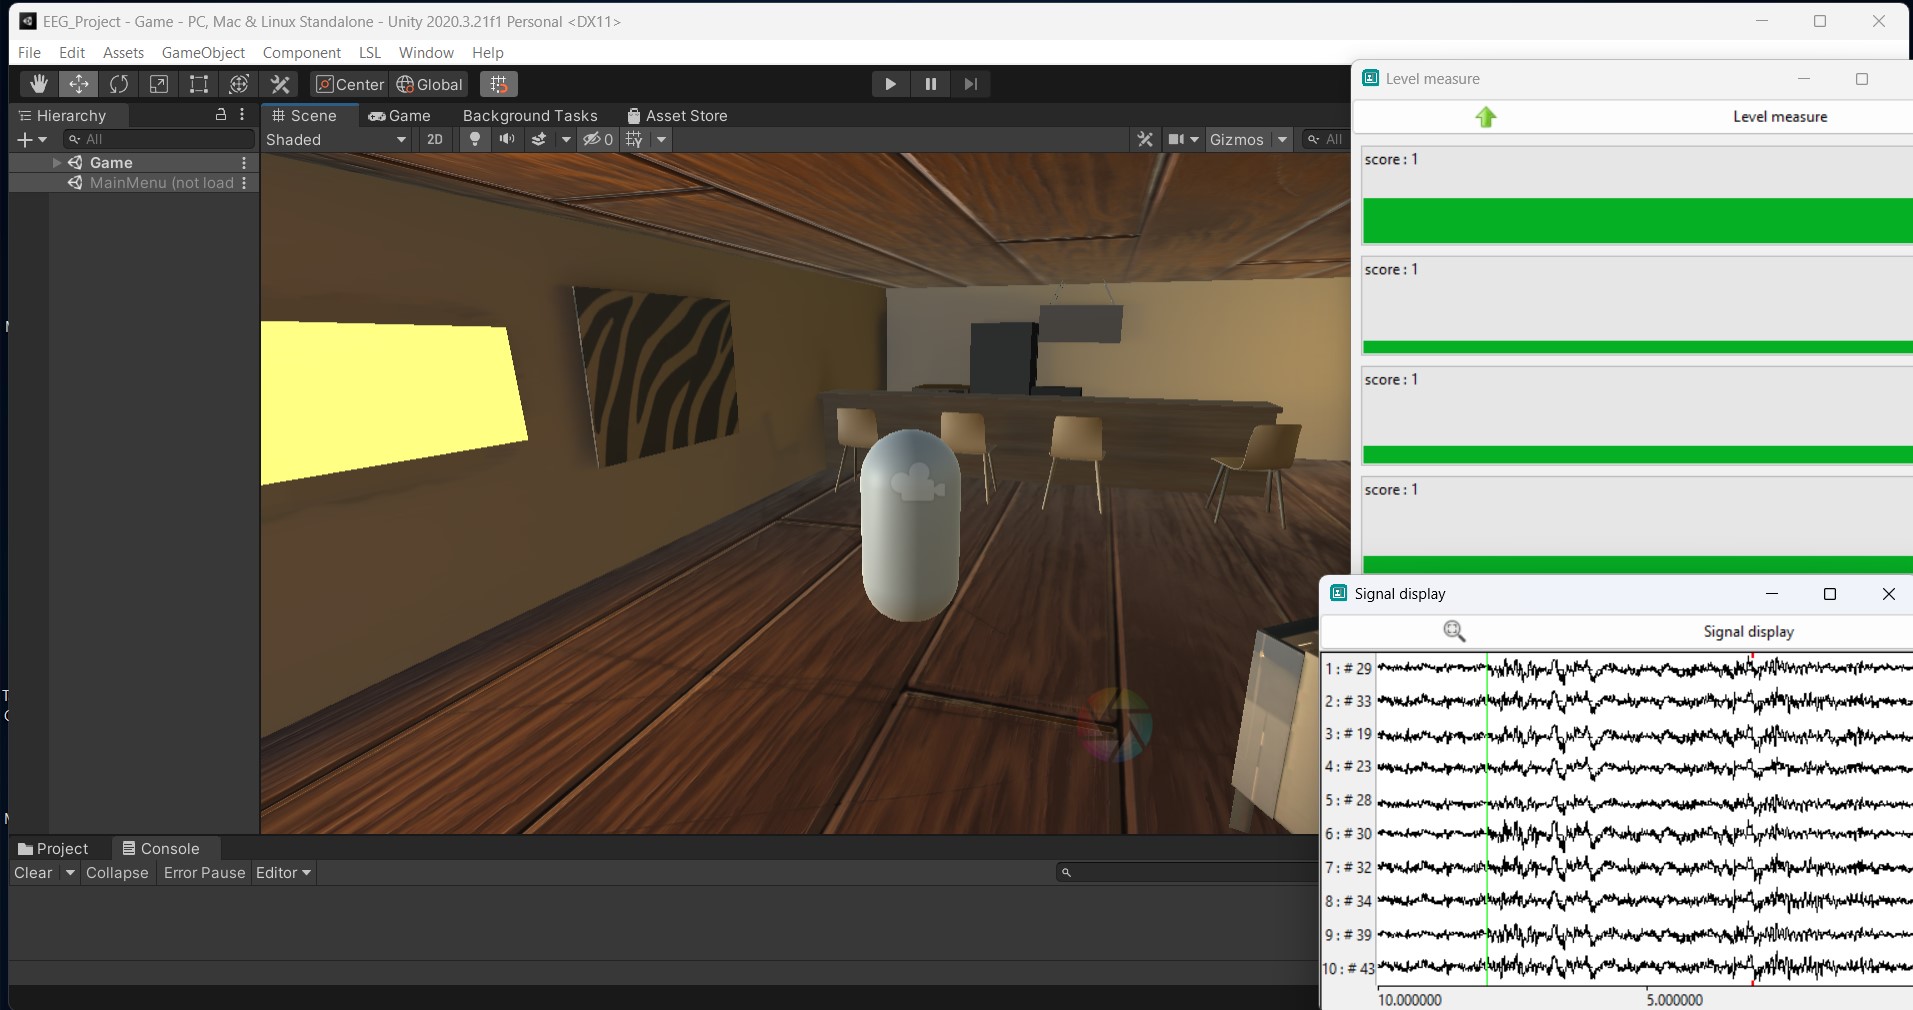 EEG_Project - Game - PC, Mac & Linux Standalone - Unity 2020.3.21f1 Personal <DX11>
File Edit Assets GameObject Component LSL Window Help
Center Global
Hierarchy
All
Game
MainMenu (not load
Scene Game Background Tasks Asset Store
Shaded 2D 0 Gizmos All
Project Console
Clear Collapse Error Pause Editor
Level measure
Level measure
score : 1
score : 1
score : 1
score : 1
Signal display
Signal display
1 : # 29
2 : # 33
3 : # 19
4 : # 23
5 : # 28
6 : # 30
7 : # 32
8 : # 34
9 : # 39
10 : # 43
10.000000 5.000000